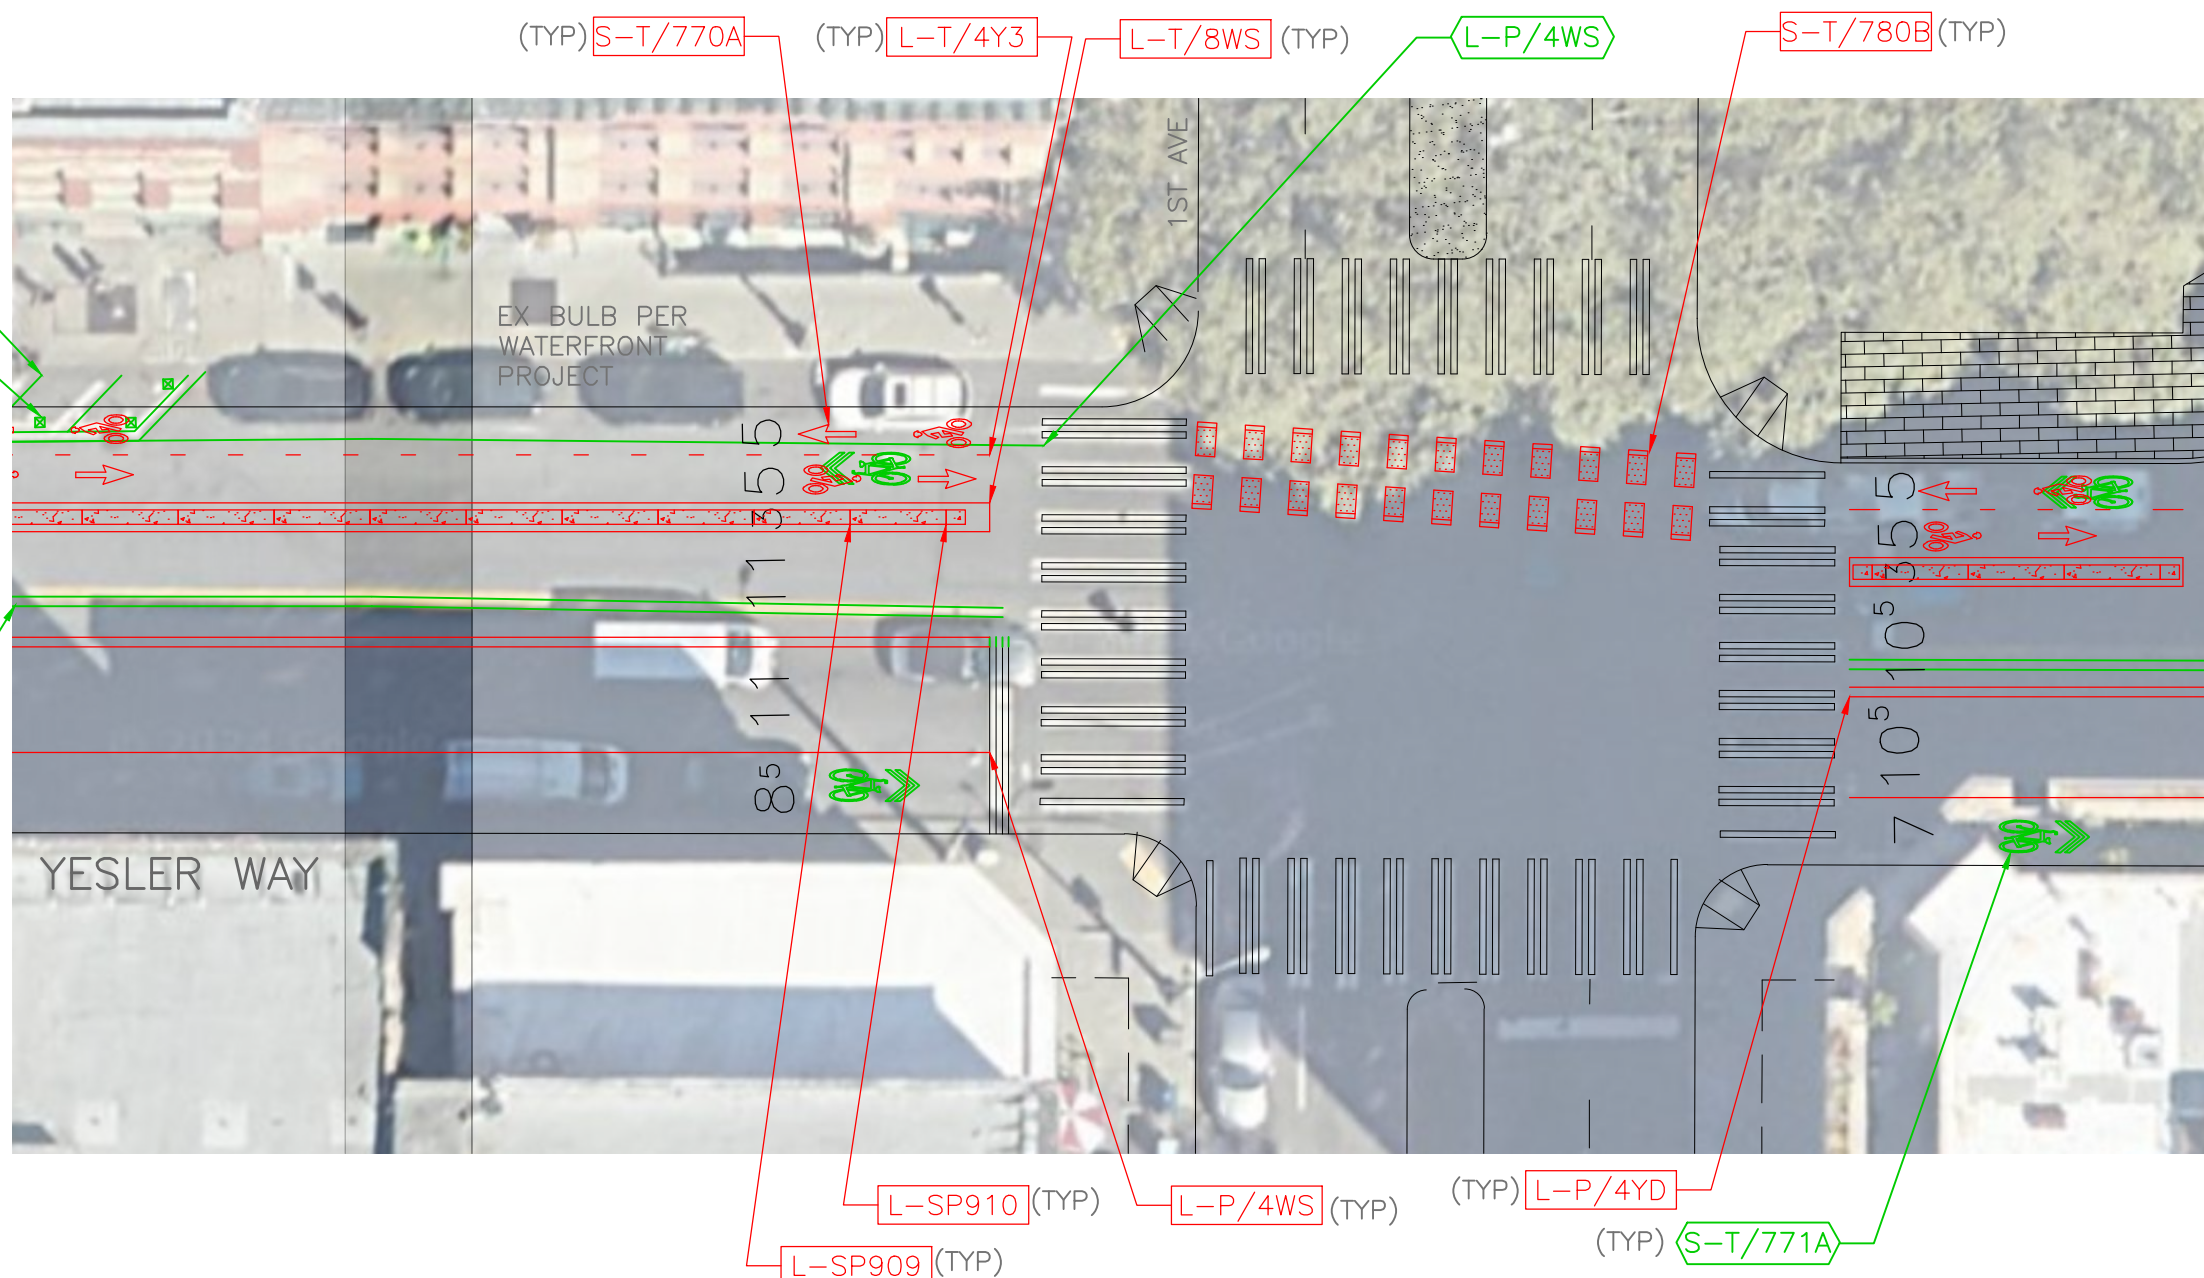 (TYP) S-T/770A
(TYP) L-T/4Y3
L-T/8WS (TYP)
L-P/4WS
S-T/780B (TYP)
1ST AVE
EX BULB PER
WATERFRONT
PROJECT
5
5
3
11
11
8⁵
5
5
3
10⁵
10⁵
7
YESLER WAY
L-SP910 (TYP)
L-P/4WS (TYP)
(TYP) L-P/4YD
(TYP) S-T/771A
L-SP909 (TYP)